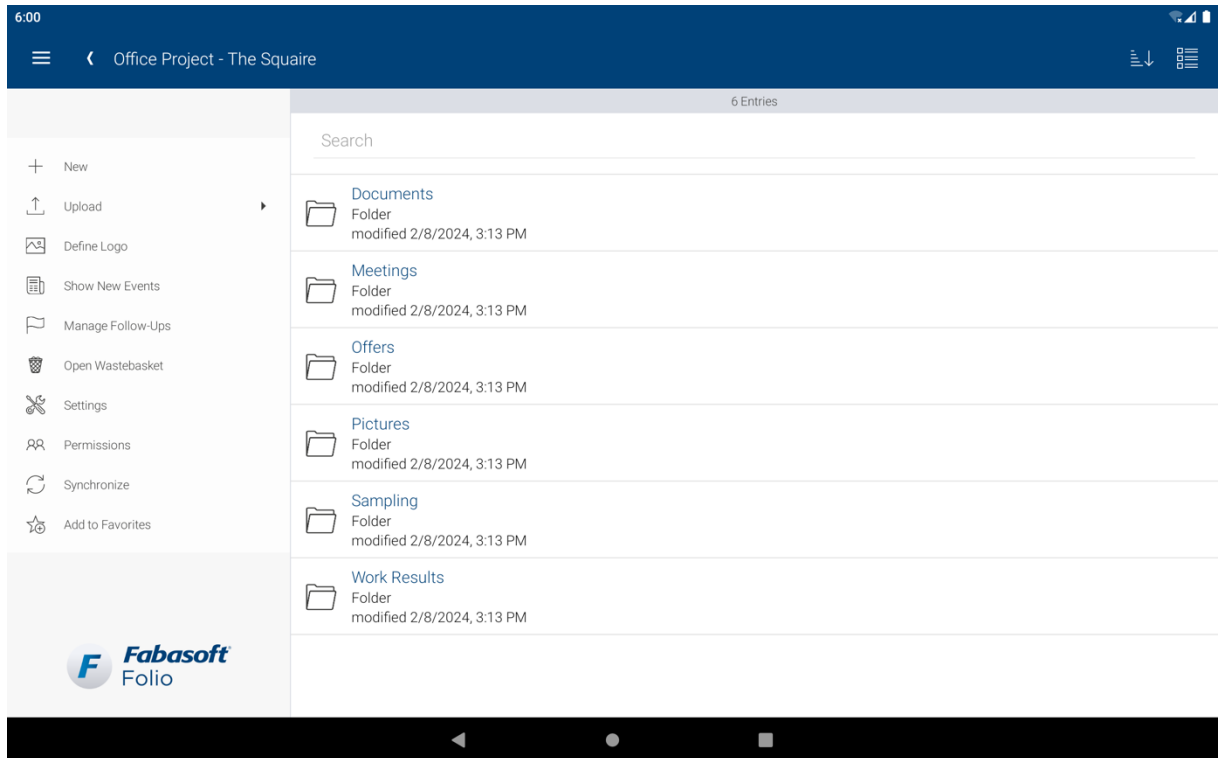 6:00
Office Project - The Squaire
New
Upload
Define Logo
Show New Events
Manage Follow-Ups
Open Wastebasket
Settings
Permissions
Synchronize
Add to Favorites
Fabasoft
Folio
6 Entries
Search
Documents
Folder
modified 2/8/2024, 3:13 PM
Meetings
Folder
modified 2/8/2024, 3:13 PM
Offers
Folder
modified 2/8/2024, 3:13 PM
Pictures
Folder
modified 2/8/2024, 3:13 PM
Sampling
Folder
modified 2/8/2024, 3:13 PM
Work Results
Folder
modified 2/8/2024, 3:13 PM